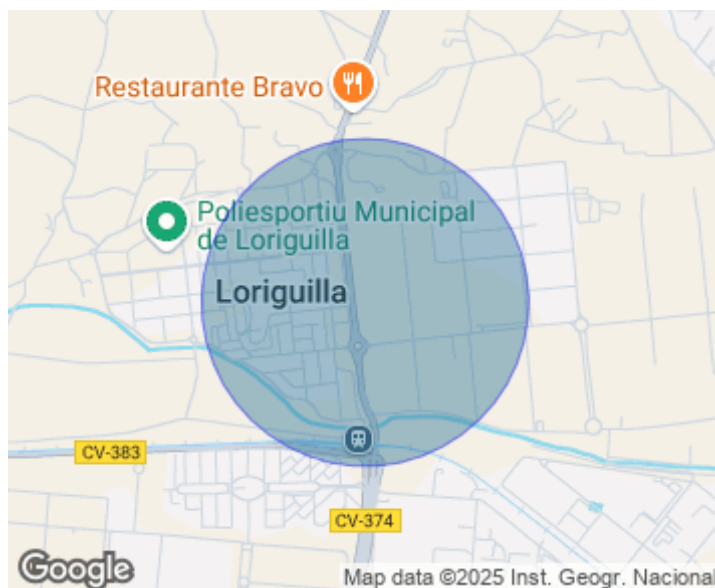 Restaurante Bravo
Poliesportiu Municipal
de Loriguilla
Loriguilla
CV-383
CV-374
Google
Map data ©2025 Inst. Geogr. Nacional